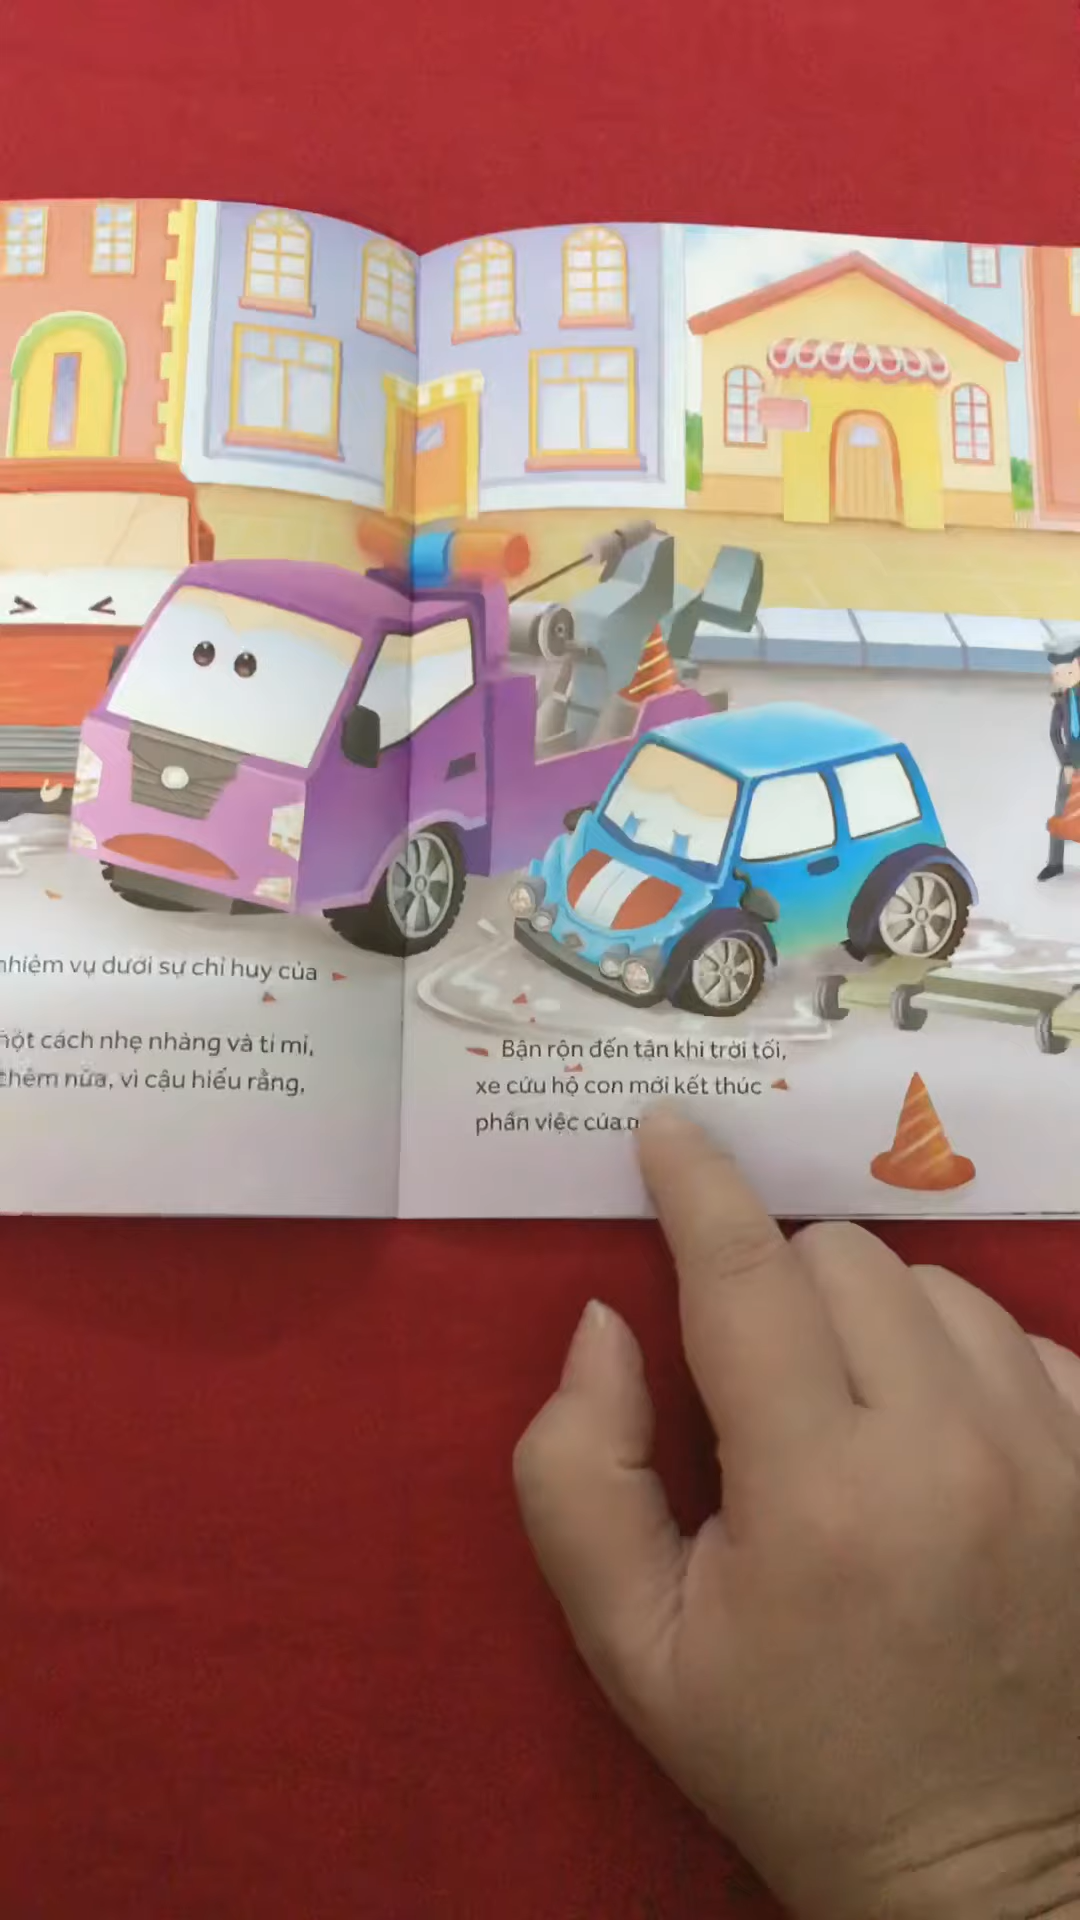 nhiệm vụ dưới sự chỉ huy của
một cách nhẹ nhàng và tỉ mỉ,
thêm nữa, vì cậu hiểu rằng,
Bận rộn đến tận khi trời tối,
xe cứu hộ con mới kết thúc
phần việc của